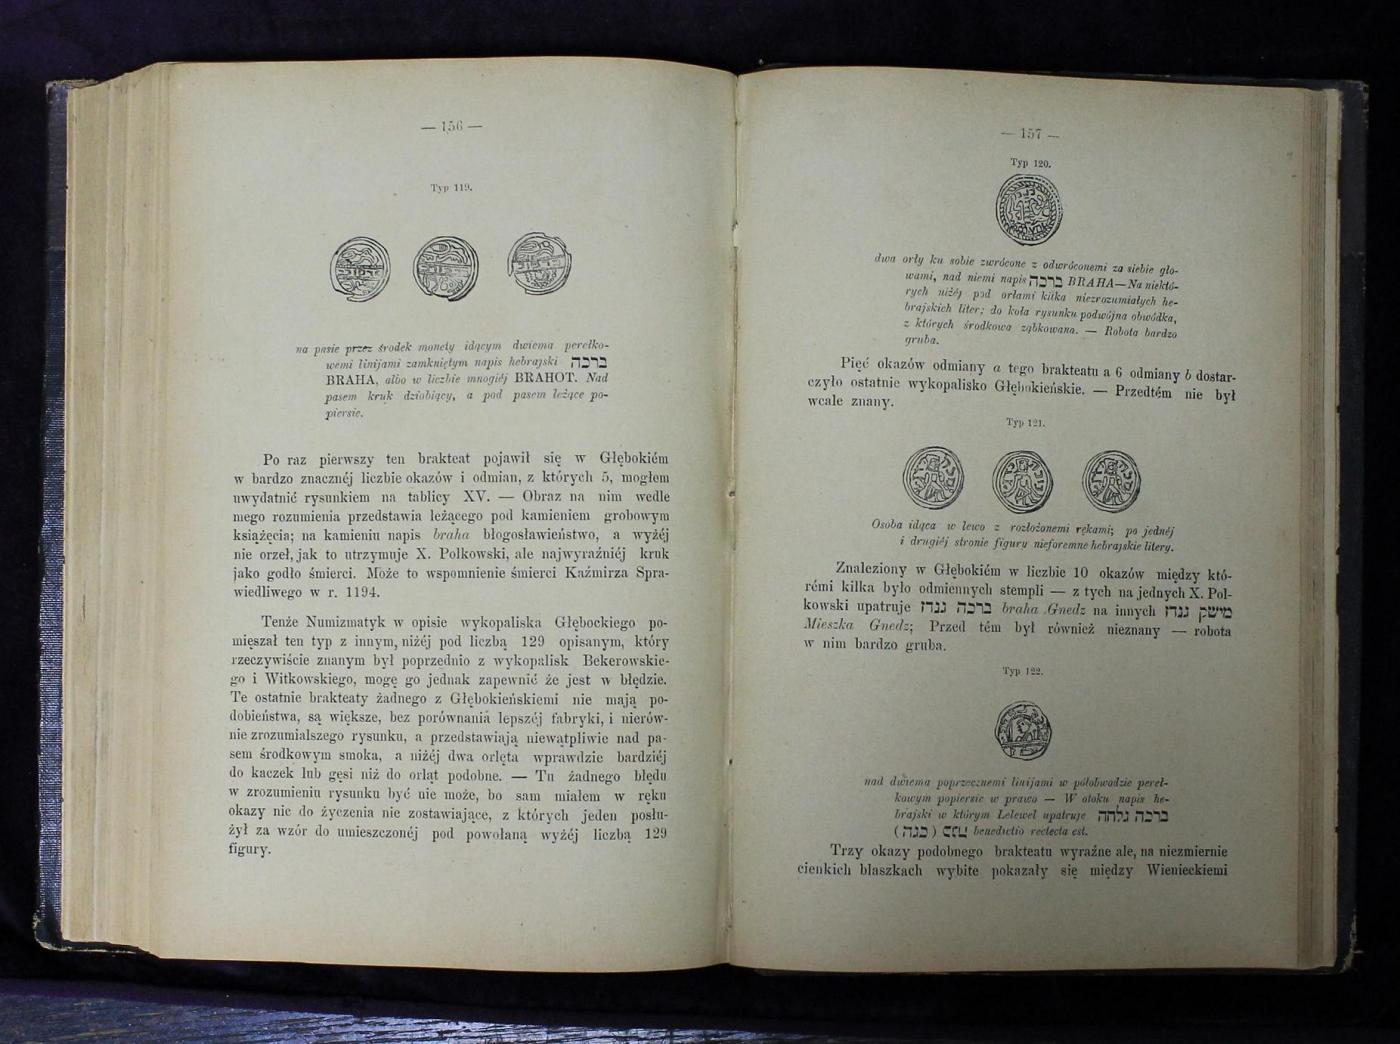 — 156 —
Typ 119.
na pasie przez środek monety idącym dwiema perełko-
wemi linijami zamkniętym napis hebrajski ברכה
BRAHA, albo w liczbie mnogiéj BRAHOT. Nad
pasem kruk dziobiący, a pod pasem leżące po-
piersie.
Po raz pierwszy ten brakteat pojawił się w Głębokiém
w bardzo znacznéj liczbie okazów i odmian, z których 5, mogłem
uwydatnić rysunkiem na tablicy XV. — Obraz na nim wedle
mego rozumienia przedstawia leżącego pod kamieniem grobowym
książęcia; na kamieniu napis braha błogosławieństwo, a wyżéj
nie orzeł, jak to utrzymuje X. Polkowski, ale najwyraźniéj kruk
jako godło śmierci. Może to wspomnienie śmierci Kaźmirza Spra-
wiedliwego w r. 1194.
Tenże Numizmatyk w opisie wykopaliska Głębockiego po-
mięszał ten typ z innym, niżéj pod liczbą 129 opisanym, który
rzeczywiście znanym był poprzednio z wykopalisk Bekerowskie-
go i Witkowskiego, mogę go jednak zapewnić że jest w błędzie.
Te ostatnie brakteaty żadnego z Głębokieńskiemi nie mają po-
dobieństwa, są większe, bez porównania lepszéj fabryki, i nierów-
nie zrozumialszego rysunku, a przedstawiają niewątpliwie nad pa-
sem środkowym smoka, a niżéj dwa orlęta wprawdzie bardziéj
do kaczek lub gęsi niż do orląt podobne. — Tu żadnego błędu
w zrozumieniu rysunku być nie może, bo sam miałem w ręku
okazy nic do życzenia nie zostawiające, z których jeden posłu-
żył za wzór do umieszczonéj pod powołaną wyżéj liczbą 129
figury.
— 157 —
Typ 120.
dwa orły ku sobie zwrócone z odwróconemi za siebie gło-
wami, nad niemi napis ברכה BRAHA—Na niektó-
rych niżéj pod orłami kilka niezrozumiałych he-
brajskich liter; do koła rysunku podwójna obwódka,
z których środkowa ząbkowana. — Robota bardzo
gruba.
Pięć okazów odmiany a tego brakteatu a 6 odmiany b dostar-
czyło ostatnie wykopalisko Głębokieńskie. — Przedtém nie był
wcale znany.
Typ 121.
Osoba idąca w lewo z rozłożonemi rękami; po jednéj
i drugiéj stronie figury nieforemne hebrajskie litery.
Znaleziony w Głębokiém w liczbie 10 okazów między któ-
rémi kilka było odmiennych stempli — z tych na jednych X. Pol-
kowski upatruje ברכה גנדז braha Gnedz na innych מישק גנדז
Mieszka Gnedz; Przed tém był również nieznany — robota
w nim bardzo gruba.
Typ 122.
nad dwiema poprzecznemi linijami w półobwodzie pereł-
kowym popiersie w prawo — W otoku napis he-
brajski w którym Lelewel upatruje ברכה נלחה
(כנה) benedictio reclecta est.
Trzy okazy podobnego brakteatu wyraźne ale, na niezmiernie
cienkich blaszkach wybite pokazały się między Wienieckiemi